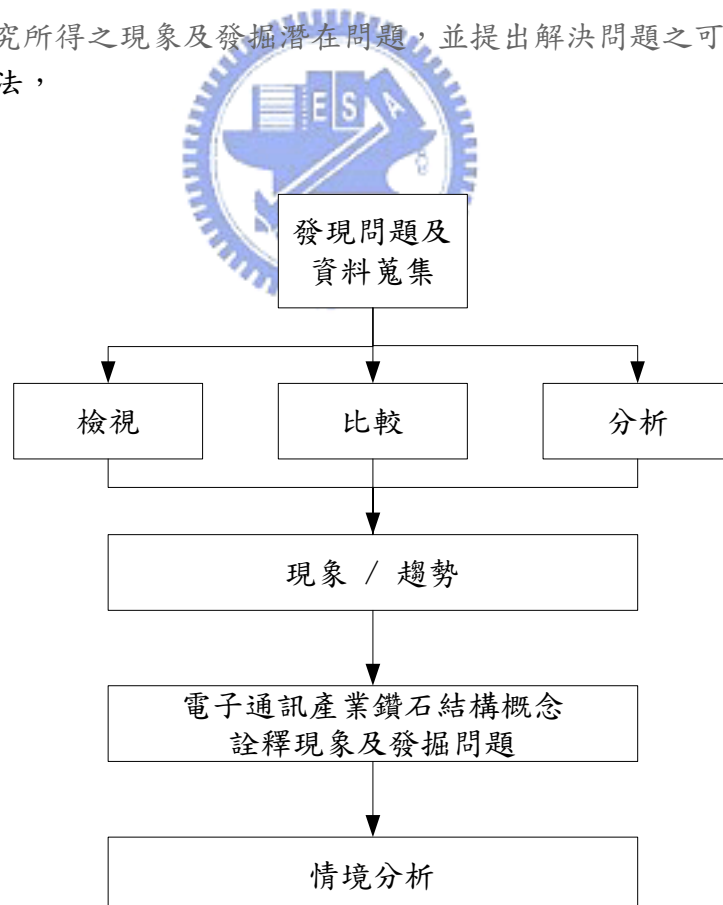 究所得之現象及發掘潛在問題，並提出解決問題之可
法，
ESA
發現問題及
資料蒐集
檢視
比較
分析
現象 / 趨勢
電子通訊產業鑽石結構概念
詮釋現象及發掘問題
情境分析